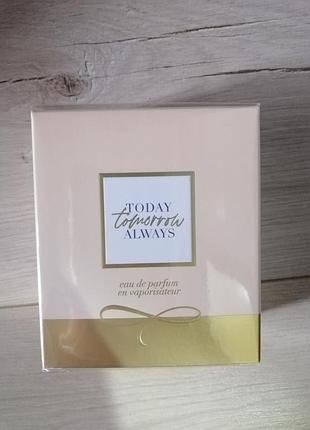 TODAY
tomorrow
ALWAYS
eau de parfum
en vaporisateur